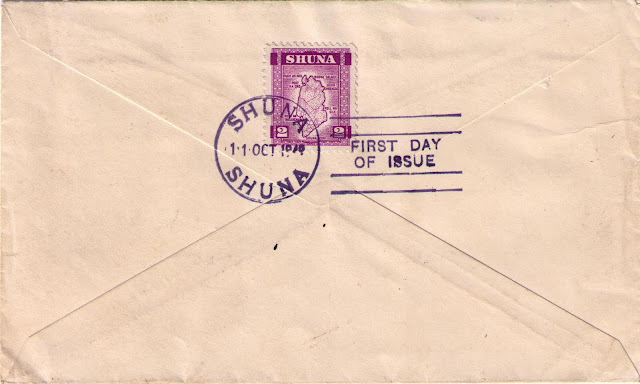 SHUNA
2 2
SHUNA
11 OCT 1949
SHUNA
FIRST DAY
OF ISSUE